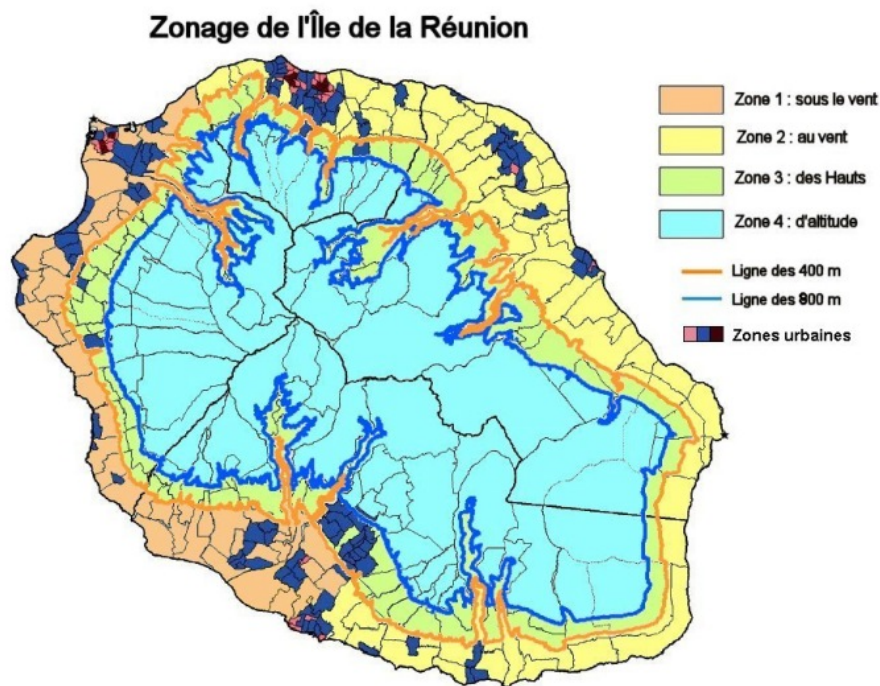 Zonage de l'Île de la Réunion
Zone 1 : sous le vent
Zone 2 : au vent
Zone 3 : des Hauts
Zone 4 : d'altitude
Ligne des 400 m
Ligne des 800 m
Zones urbaines